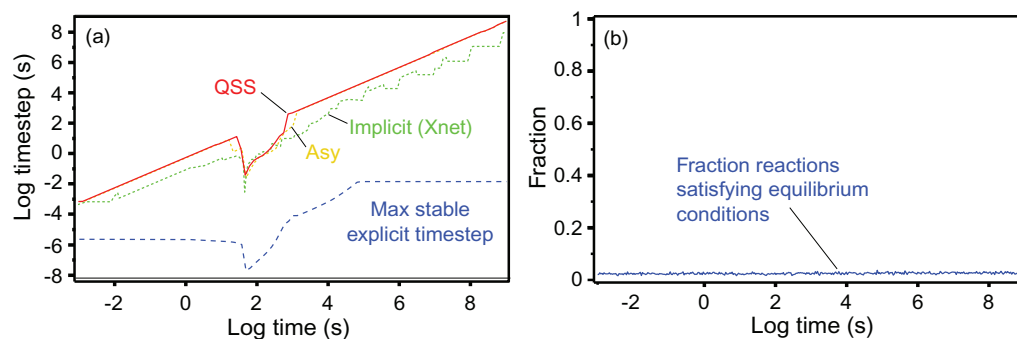 (a)
Log timestep (s)
8
6
4
2
0
-2
-4
-6
-8
QSS
Implicit (Xnet)
Asy
Max stable
explicit timestep
-2
0
2
4
6
8
Log time (s)
(b)
Fraction
1
0.8
0.6
0.4
0.2
0
Fraction reactions
satisfying equilibrium
conditions
-2
0
2
4
6
8
Log time (s)